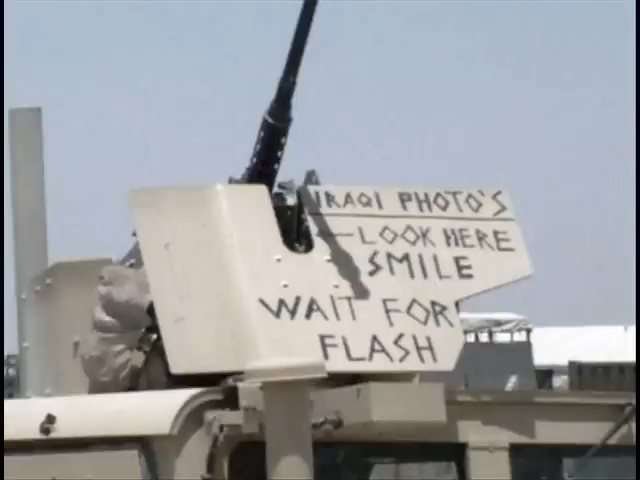 IRAQI PHOTO'S
LOOK HERE
SMILE
WAIT FOR
FLASH